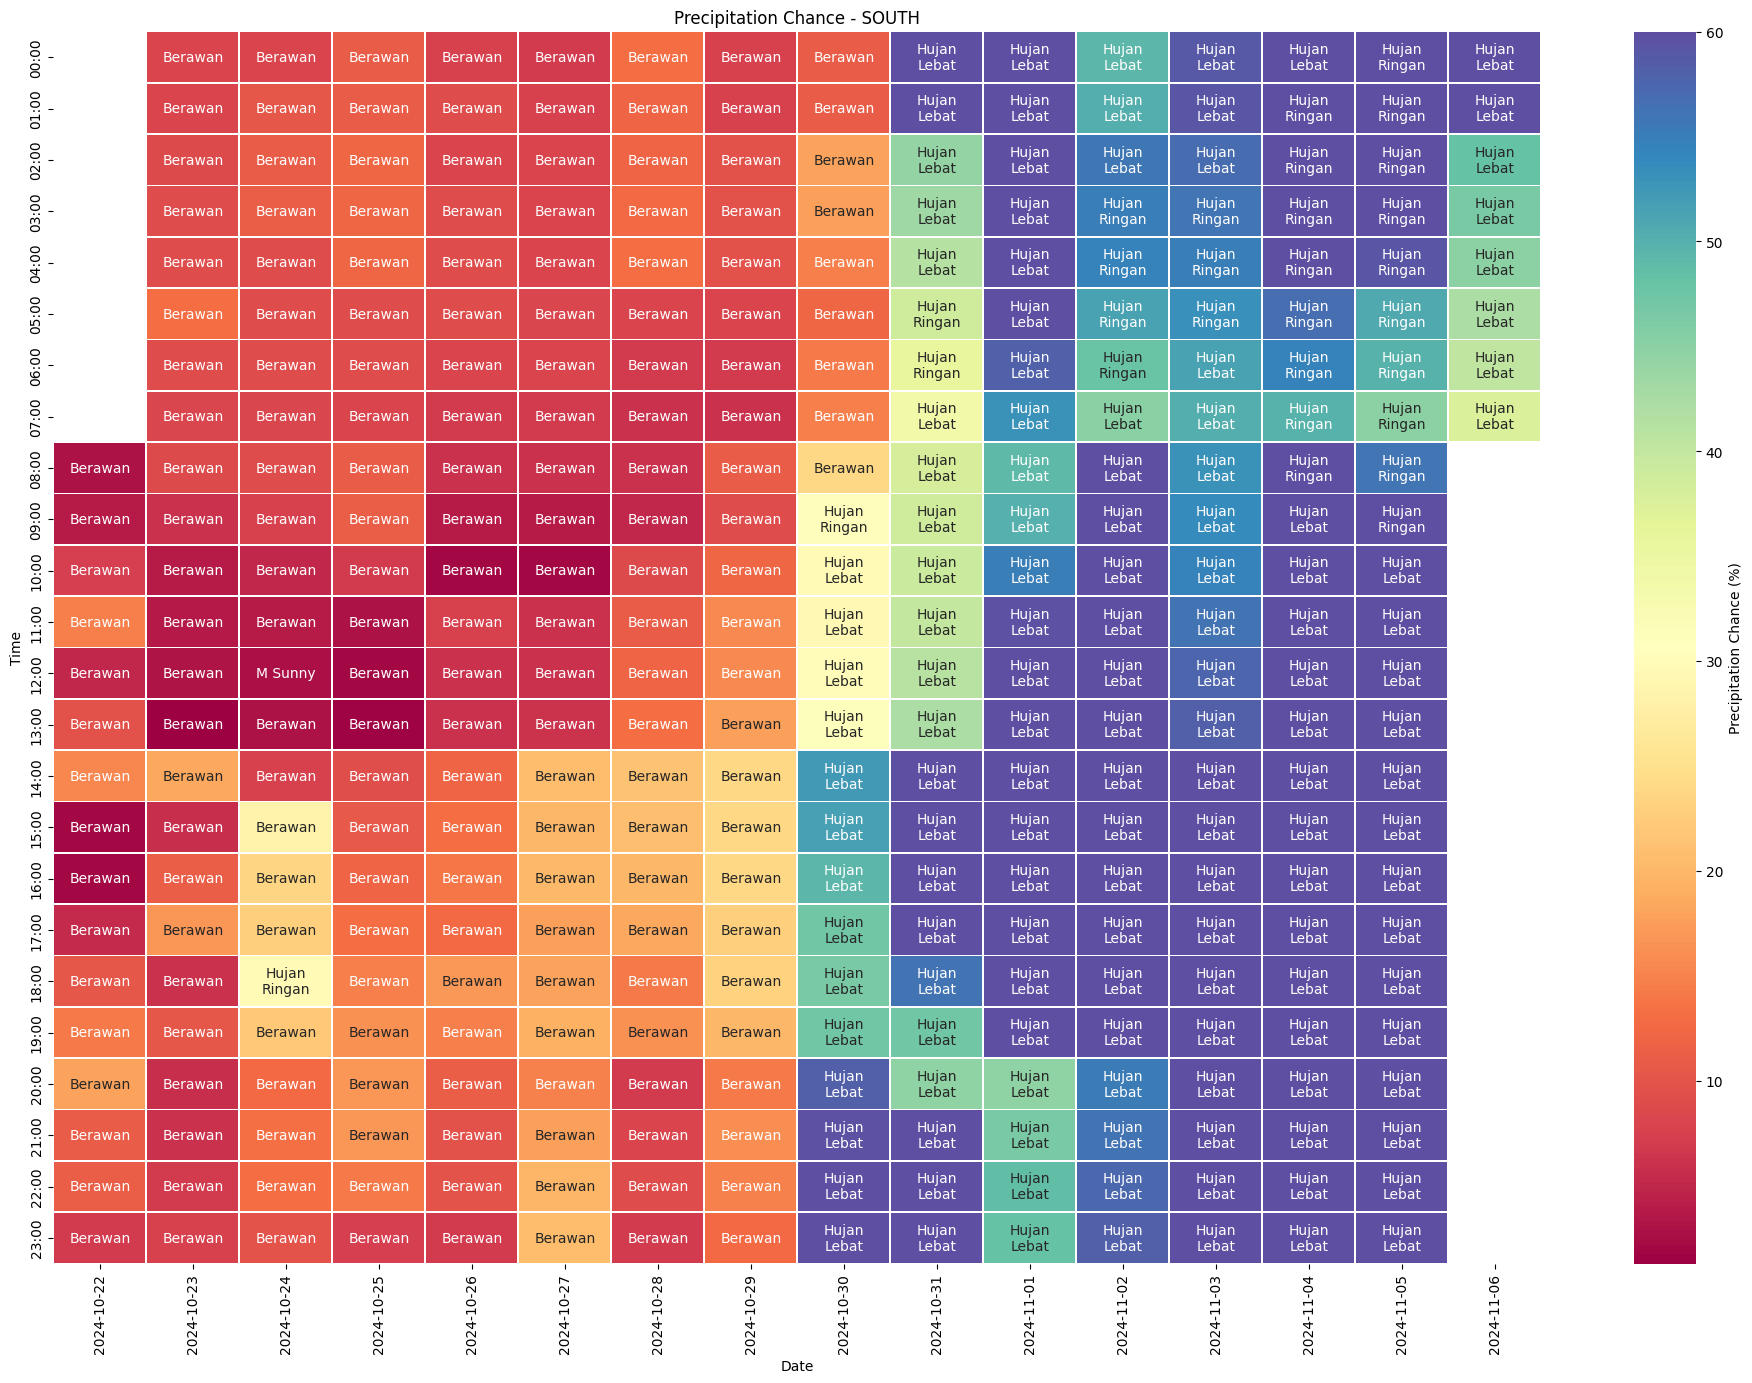 Precipitation Chance - SOUTH
00:00 Berawan Berawan Berawan Berawan Berawan Berawan Berawan Berawan Hujan Lebat Hujan Lebat Hujan Lebat Hujan Lebat Hujan Lebat Hujan Ringan Hujan Lebat
01:00 Berawan Berawan Berawan Berawan Berawan Berawan Berawan Berawan Hujan Lebat Hujan Lebat Hujan Lebat Hujan Lebat Hujan Ringan Hujan Ringan Hujan Lebat
02:00 Berawan Berawan Berawan Berawan Berawan Berawan Berawan Berawan Hujan Lebat Hujan Lebat Hujan Lebat Hujan Lebat Hujan Ringan Hujan Ringan Hujan Lebat
03:00 Berawan Berawan Berawan Berawan Berawan Berawan Berawan Berawan Hujan Lebat Hujan Lebat Hujan Ringan Hujan Ringan Hujan Ringan Hujan Ringan Hujan Lebat
04:00 Berawan Berawan Berawan Berawan Berawan Berawan Berawan Berawan Hujan Lebat Hujan Lebat Hujan Ringan Hujan Ringan Hujan Ringan Hujan Ringan Hujan Lebat
05:00 Berawan Berawan Berawan Berawan Berawan Berawan Berawan Berawan Hujan Ringan Hujan Lebat Hujan Ringan Hujan Ringan Hujan Ringan Hujan Ringan Hujan Lebat
06:00 Berawan Berawan Berawan Berawan Berawan Berawan Berawan Berawan Hujan Ringan Hujan Lebat Hujan Ringan Hujan Lebat Hujan Ringan Hujan Ringan Hujan Lebat
07:00 Berawan Berawan Berawan Berawan Berawan Berawan Berawan Berawan Hujan Lebat Hujan Lebat Hujan Lebat Hujan Lebat Hujan Ringan Hujan Ringan Hujan Lebat
08:00 Berawan Berawan Berawan Berawan Berawan Berawan Berawan Berawan Berawan Hujan Lebat Hujan Lebat Hujan Lebat Hujan Lebat Hujan Ringan Hujan Ringan
09:00 Berawan Berawan Berawan Berawan Berawan Berawan Berawan Berawan Hujan Ringan Hujan Lebat Hujan Lebat Hujan Lebat Hujan Lebat Hujan Lebat Hujan Ringan
10:00 Berawan Berawan Berawan Berawan Berawan Berawan Berawan Berawan Hujan Lebat Hujan Lebat Hujan Lebat Hujan Lebat Hujan Lebat Hujan Lebat Hujan Lebat
11:00 Berawan Berawan Berawan Berawan Berawan Berawan Berawan Berawan Hujan Lebat Hujan Lebat Hujan Lebat Hujan Lebat Hujan Lebat Hujan Lebat Hujan Lebat
12:00 Berawan Berawan M Sunny Berawan Berawan Berawan Berawan Berawan Hujan Lebat Hujan Lebat Hujan Lebat Hujan Lebat Hujan Lebat Hujan Lebat Hujan Lebat
13:00 Berawan Berawan Berawan Berawan Berawan Berawan Berawan Berawan Hujan Lebat Hujan Lebat Hujan Lebat Hujan Lebat Hujan Lebat Hujan Lebat Hujan Lebat
14:00 Berawan Berawan Berawan Berawan Berawan Berawan Berawan Berawan Hujan Lebat Hujan Lebat Hujan Lebat Hujan Lebat Hujan Lebat Hujan Lebat Hujan Lebat
15:00 Berawan Berawan Berawan Berawan Berawan Berawan Berawan Berawan Hujan Lebat Hujan Lebat Hujan Lebat Hujan Lebat Hujan Lebat Hujan Lebat Hujan Lebat
16:00 Berawan Berawan Berawan Berawan Berawan Berawan Berawan Berawan Hujan Lebat Hujan Lebat Hujan Lebat Hujan Lebat Hujan Lebat Hujan Lebat Hujan Lebat
17:00 Berawan Berawan Berawan Berawan Berawan Berawan Berawan Berawan Hujan Lebat Hujan Lebat Hujan Lebat Hujan Lebat Hujan Lebat Hujan Lebat Hujan Lebat
18:00 Berawan Berawan Hujan Ringan Berawan Berawan Berawan Berawan Berawan Hujan Lebat Hujan Lebat Hujan Lebat Hujan Lebat Hujan Lebat Hujan Lebat Hujan Lebat
19:00 Berawan Berawan Berawan Berawan Berawan Berawan Berawan Berawan Hujan Lebat Hujan Lebat Hujan Lebat Hujan Lebat Hujan Lebat Hujan Lebat Hujan Lebat
20:00 Berawan Berawan Berawan Berawan Berawan Berawan Berawan Berawan Hujan Lebat Hujan Lebat Hujan Lebat Hujan Lebat Hujan Lebat Hujan Lebat Hujan Lebat
21:00 Berawan Berawan Berawan Berawan Berawan Berawan Berawan Berawan Hujan Lebat Hujan Lebat Hujan Lebat Hujan Lebat Hujan Lebat Hujan Lebat Hujan Lebat
22:00 Berawan Berawan Berawan Berawan Berawan Berawan Berawan Berawan Hujan Lebat Hujan Lebat Hujan Lebat Hujan Lebat Hujan Lebat Hujan Lebat Hujan Lebat
23:00 Berawan Berawan Berawan Berawan Berawan Berawan Berawan Berawan Hujan Lebat Hujan Lebat Hujan Lebat Hujan Lebat Hujan Lebat Hujan Lebat Hujan Lebat
Time
2024-10-22 2024-10-23 2024-10-24 2024-10-25 2024-10-26 2024-10-27 2024-10-28 2024-10-29 2024-10-30 2024-10-31 2024-11-01 2024-11-02 2024-11-03 2024-11-04 2024-11-05 2024-11-06
Date
60
50
40
30
20
10
Precipitation Chance (%)